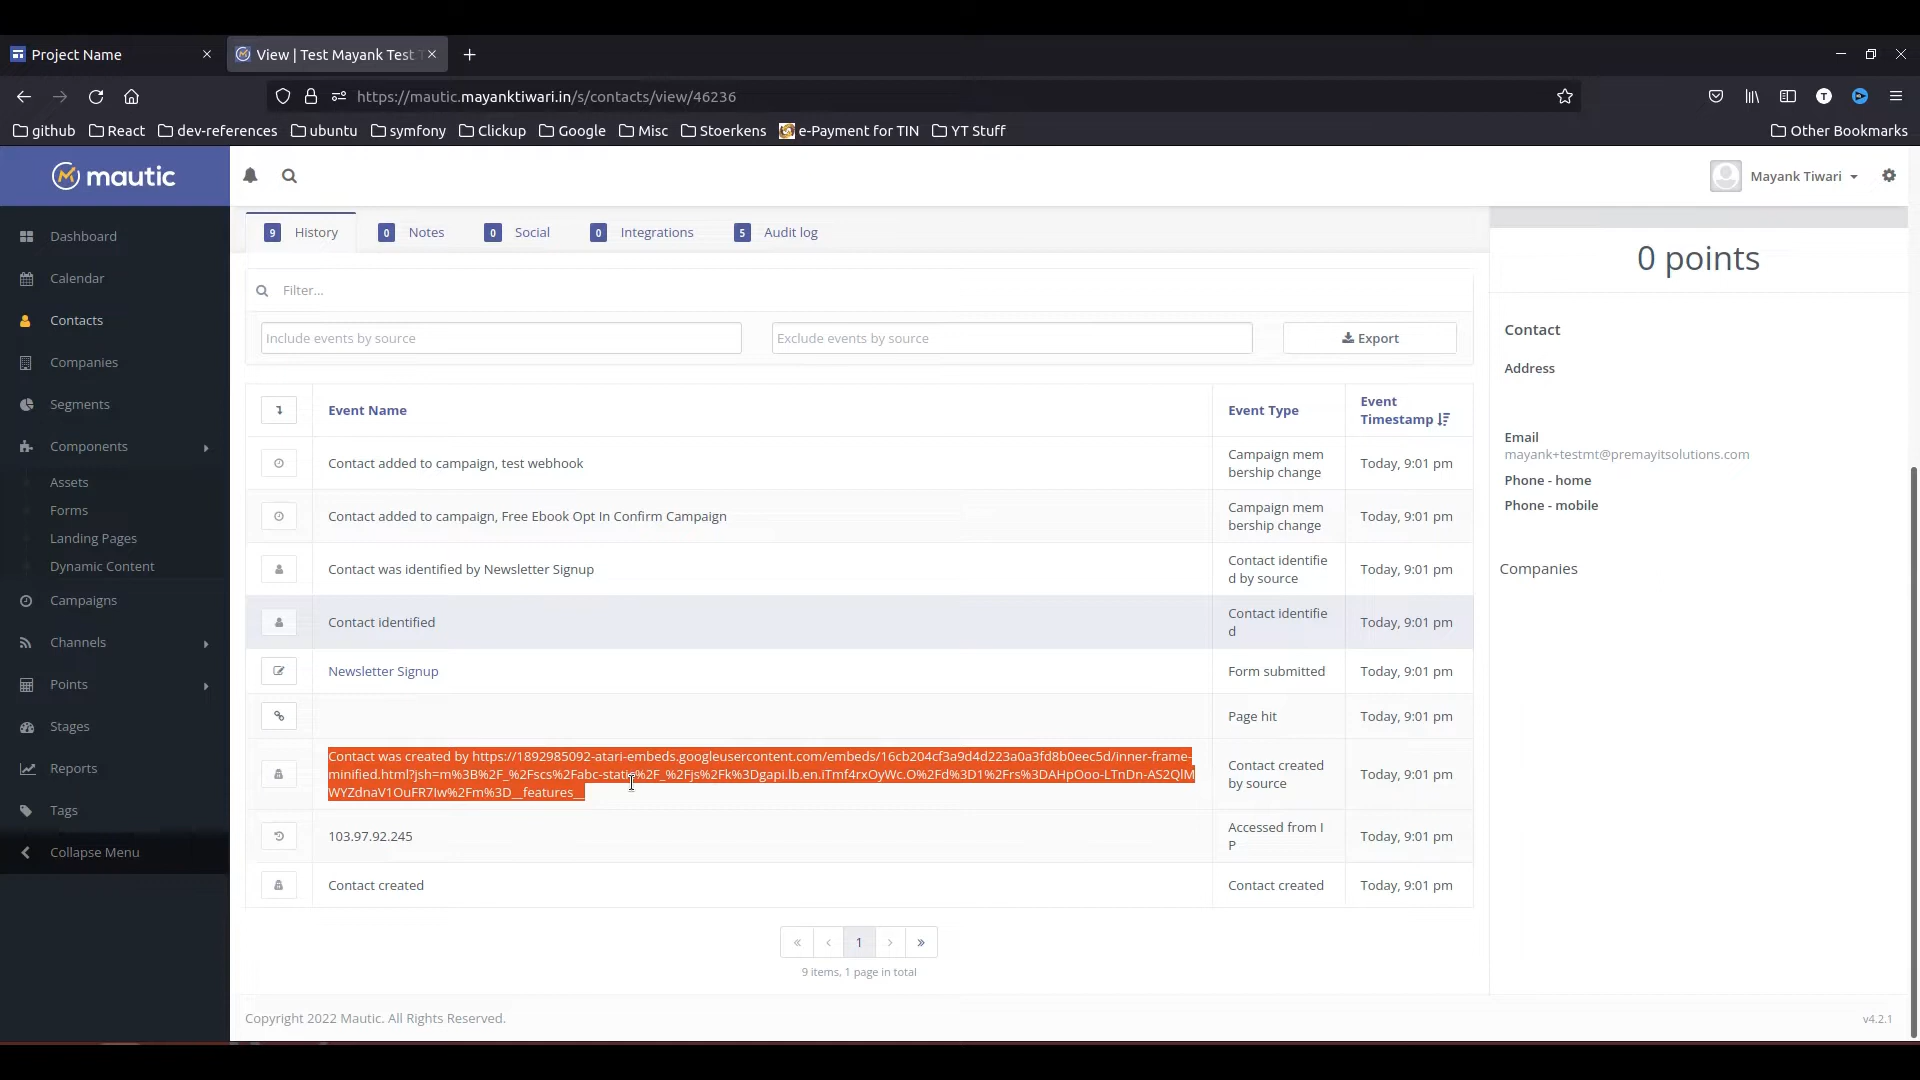 Project Name
View | Test Mayank Test T
https://mautic.mayanktiwari.in/s/contacts/view/46236
github
React
dev-references
ubuntu
symfony
Clickup
Google
Misc
Stoerkens
e-Payment for TIN
YT Stuff
Other Bookmarks
mautic
Mayank Tiwari
Dashboard
Calendar
Contacts
Companies
Segments
Components
Assets
Forms
Landing Pages
Dynamic Content
Campaigns
Channels
Points
Stages
Reports
Tags
Collapse Menu
9 History
0 Notes
0 Social
0 Integrations
5 Audit log
Filter...
Include events by source
Exclude events by source
Export
Event Name
Event Type
Event
Timestamp
Contact added to campaign, test webhook
Campaign mem
bership change
Today, 9:01 pm
Contact added to campaign, Free Ebook Opt In Confirm Campaign
Campaign mem
bership change
Today, 9:01 pm
Contact was identified by Newsletter Signup
Contact identifie
d by source
Today, 9:01 pm
Contact identified
Contact identifie
d
Today, 9:01 pm
Newsletter Signup
Form submitted
Today, 9:01 pm
Page hit
Today, 9:01 pm
Contact was created by https://1892985092-atari-embeds.googleusercontent.com/embeds/16cb204cf3a9d4d223a0a3fd8b0eec5d/inner-frame-
minified.html?jsh=m%3B%2F_%2Fscs%2Fabc-static%2F_%2Fjs%2Fk%3Dgapi.lb.en.iTmf4rxOyWc.O%2Fd%3D1%2Frs%3DAHpOoo-LTnDn-AS2QlM
WYZdnaV1OuFR7Iw%2Fm%3D__features__
Contact created
by source
Today, 9:01 pm
103.97.92.245
Accessed from I
P
Today, 9:01 pm
Contact created
Contact created
Today, 9:01 pm
« ‹ 1 › »
9 items, 1 page in total
Copyright 2022 Mautic. All Rights Reserved.
v4.2.1
0 points
Contact
Address
Email
mayank+testmt@premayitsolutions.com
Phone - home
Phone - mobile
Companies